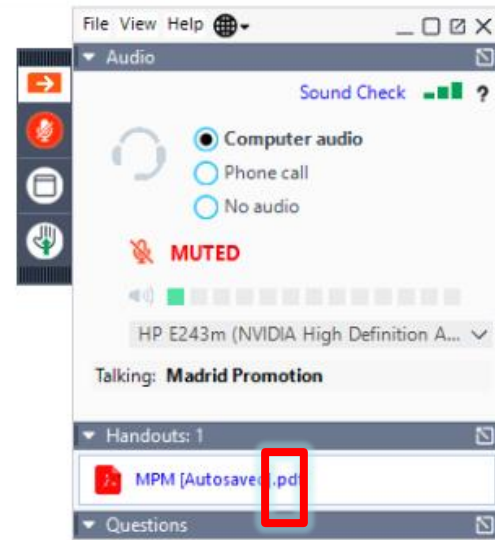 File View Help
Audio
Sound Check ?
Computer audio
Phone call
No audio
MUTED
HP E243m (NVIDIA High Definition A...
Talking: Madrid Promotion
Handouts: 1
MPM [Autosaved].pdf
Questions